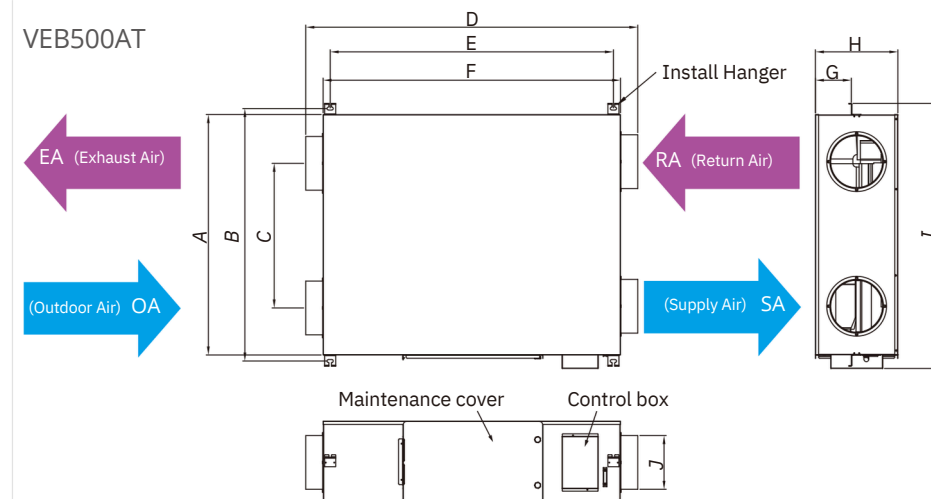 VEB500AT
D
E
F
Install Hanger
H
G
EA (Exhaust Air)
RA (Return Air)
A
B
C
I
(Outdoor Air) OA
(Supply Air) SA
Maintenance cover
Control box
J